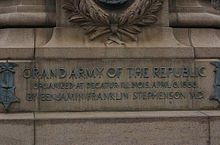 GRAND ARMY OF THE REPUBLIC
ORGANIZED AT DECATUR ILLINOIS, APRIL 6, 1866,
BY BENJAMIN FRANKLIN STEPHENSON M.D.